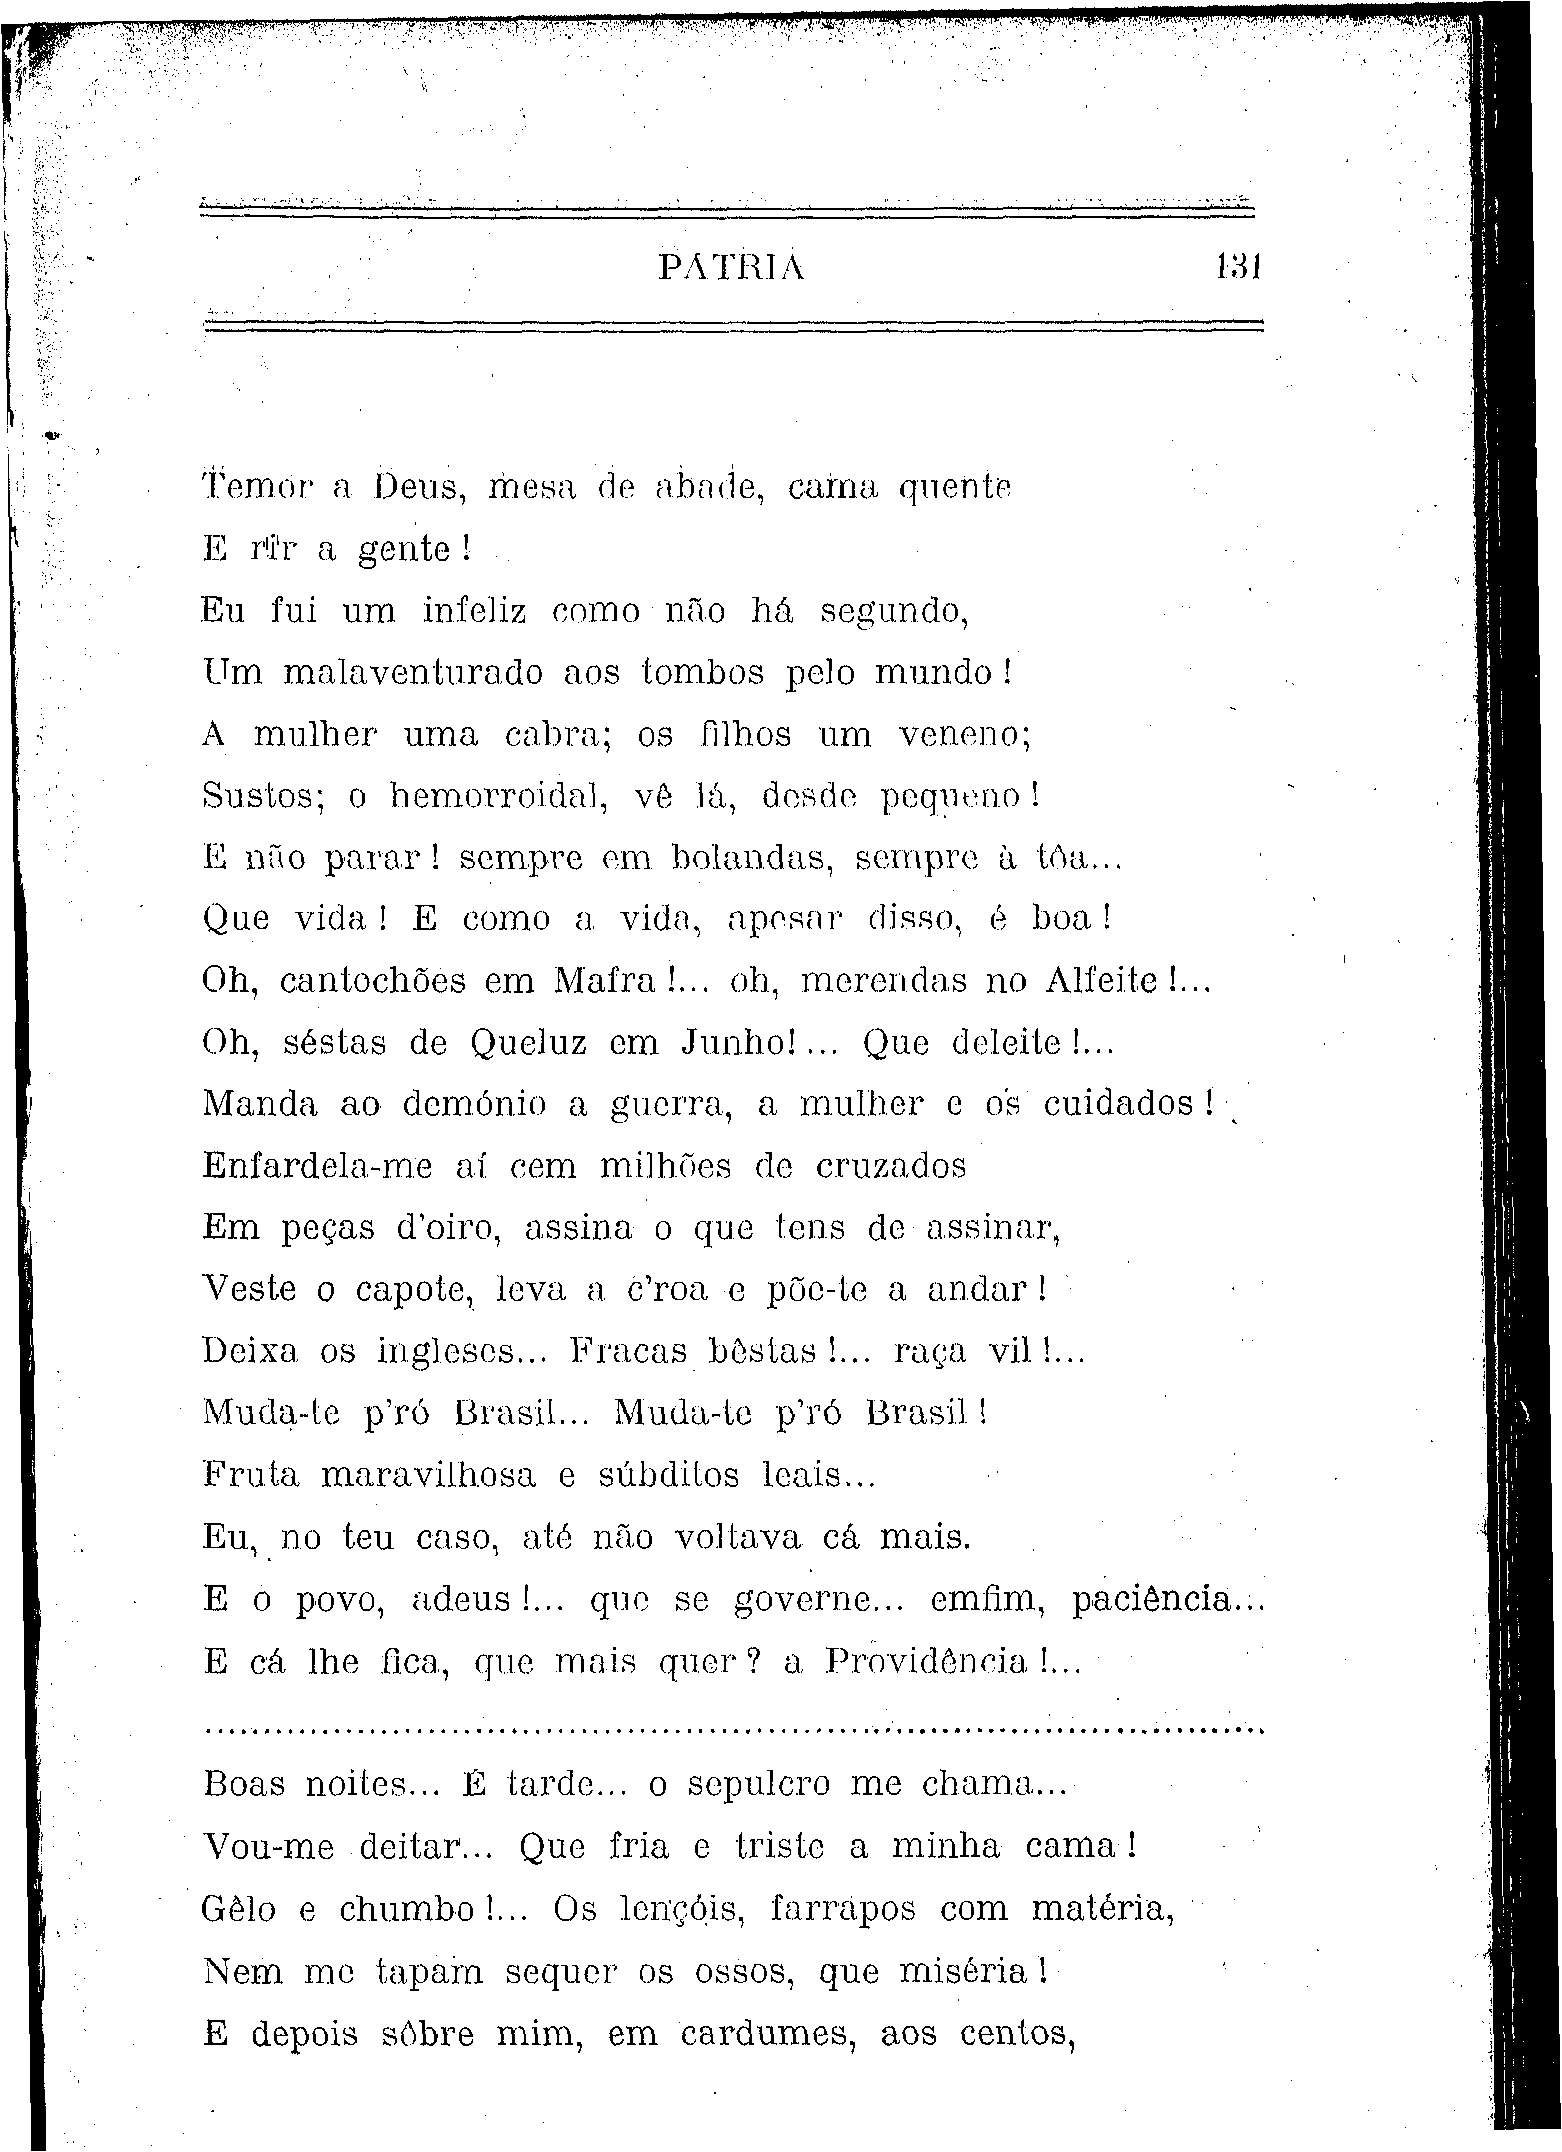 PATRIA 131
Temor a Deus, mesa de abade, cama quente
E rir a gente!
Eu fui um infeliz como não há segundo,
Um malaventurado aos tombos pelo mundo!
A mulher uma cabra; os filhos um veneno;
Sustos; o hemorroidal, vê lá, desde pequeno!
E não parar! sempre em bolandas, sempre à tôa...
Que vida! E como a vida, apesar disso, é boa!
Oh, cantochões em Mafra!... oh, merendas no Alfeite!...
Oh, séstas de Queluz em Junho!... Que deleite!...
Manda ao demónio a guerra, a mulher e os cuidados!
Enfardela-me aí cem milhões de cruzados
Em peças d'oiro, assina o que tens de assinar,
Veste o capote, leva a c'roa e põe-te a andar!
Deixa os ingleses... Fracas bêstas!... raça vil!...
Muda-te p'ró Brasil... Muda-te p'ró Brasil!
Fruta maravilhosa e súbditos leais...
Eu, no teu caso, até não voltava cá mais.
E o povo, adeus!... que se governe... emfim, paciência...
E cá lhe fica, que mais quer? a Providência!...
..........................................................................................
Boas noites... É tarde... o sepulcro me chama...
Vou-me deitar... Que fria e triste a minha cama!
Gêlo e chumbo!... Os lençóis, farrapos com matéria,
Nem me tapam sequer os ossos, que miséria!
E depois sôbre mim, em cardumes, aos centos,